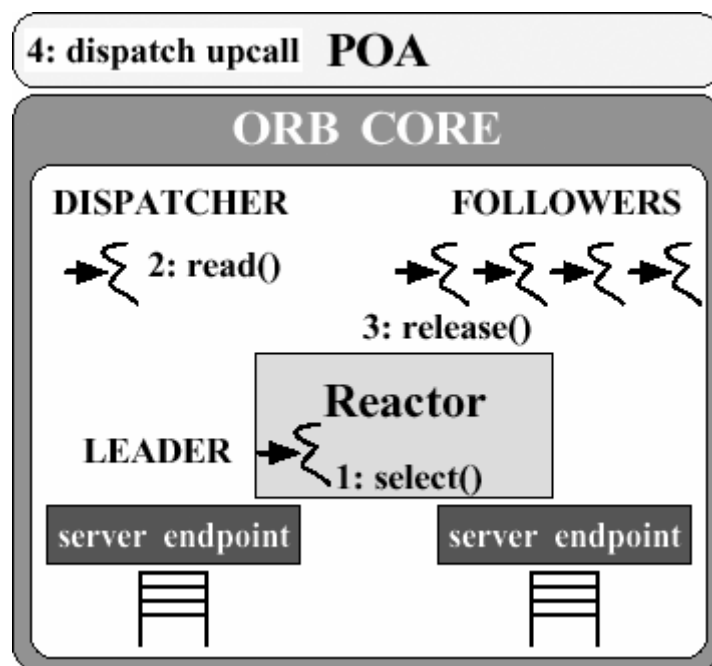 4: dispatch upcall POA
ORB CORE
DISPATCHER FOLLOWERS
2: read()
3: release()
Reactor
LEADER
1: select()
server endpoint server endpoint